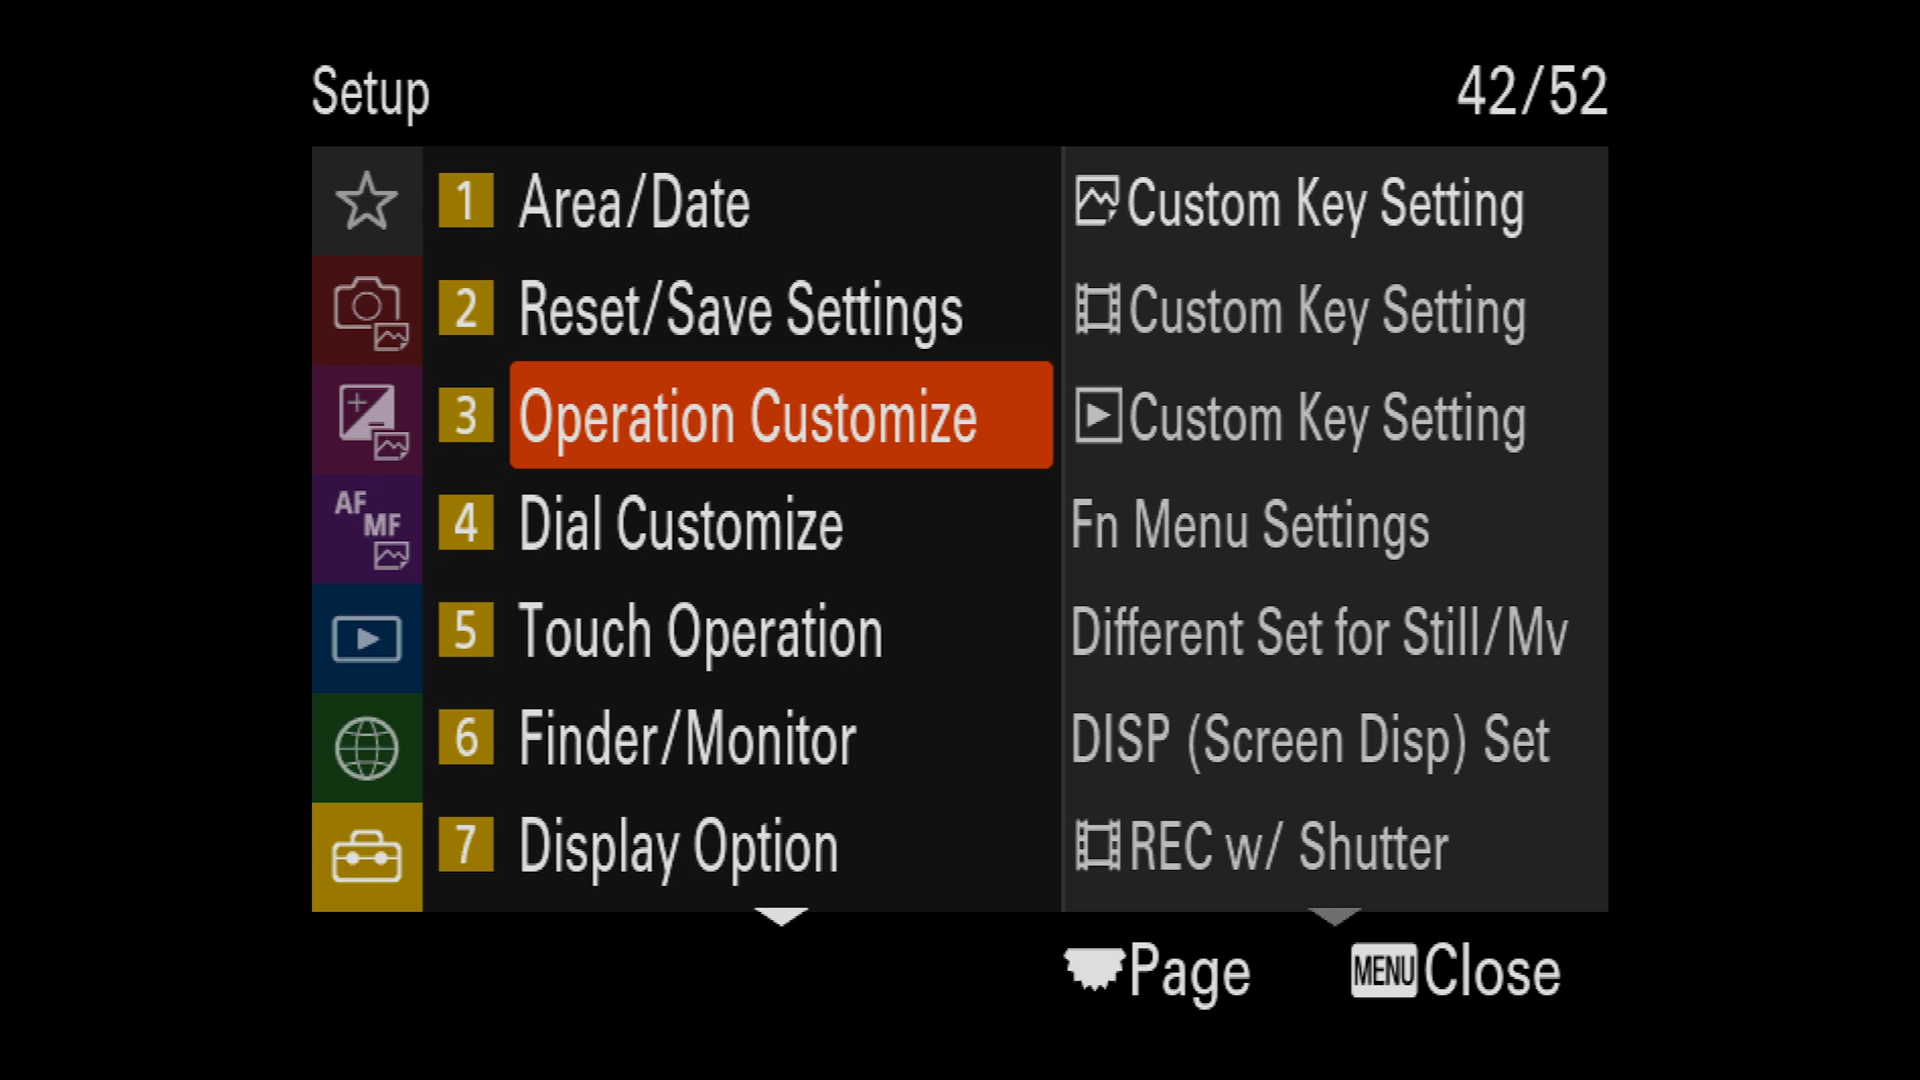 Setup 42/52
1 Area/Date
2 Reset/Save Settings
3 Operation Customize
4 Dial Customize
5 Touch Operation
6 Finder/Monitor
7 Display Option
AF
MF
Custom Key Setting
Custom Key Setting
Custom Key Setting
Fn Menu Settings
Different Set for Still/Mv
DISP (Screen Disp) Set
REC w/ Shutter
Page MENU Close